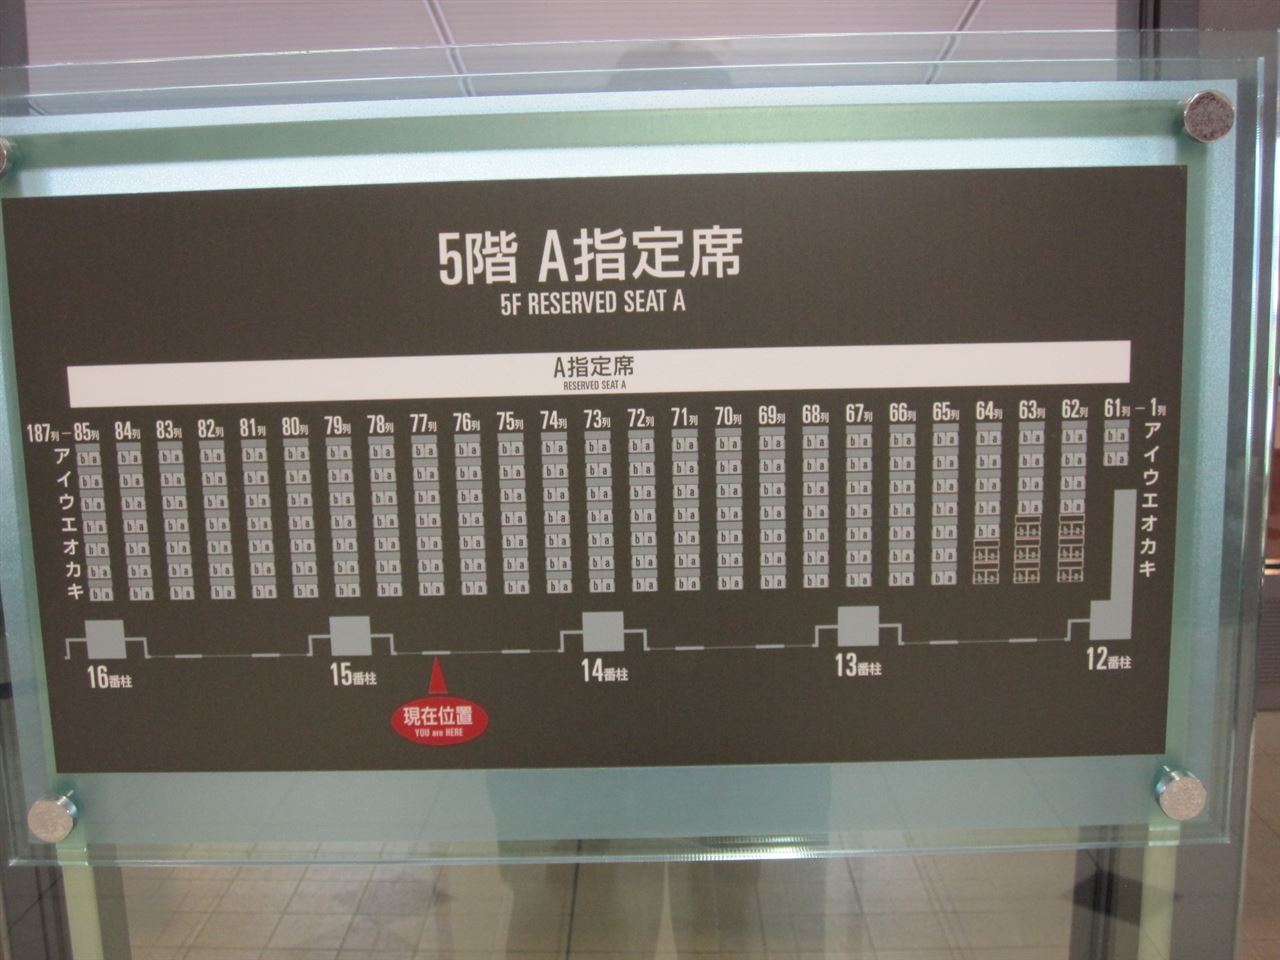 5階 A指定席
5F RESERVED SEAT A
A指定席
RESERVED SEAT A
187列-85列 84列 83列 82列 81列 80列 79列 78列 77列 76列 75列 74列 73列 72列 71列 70列 69列 68列 67列 66列 65列 64列 63列 62列 61列-1列
アイウエオカキ
アイウエオカキ
16番柱 15番柱 14番柱 13番柱 12番柱
現在位置
YOU are HERE